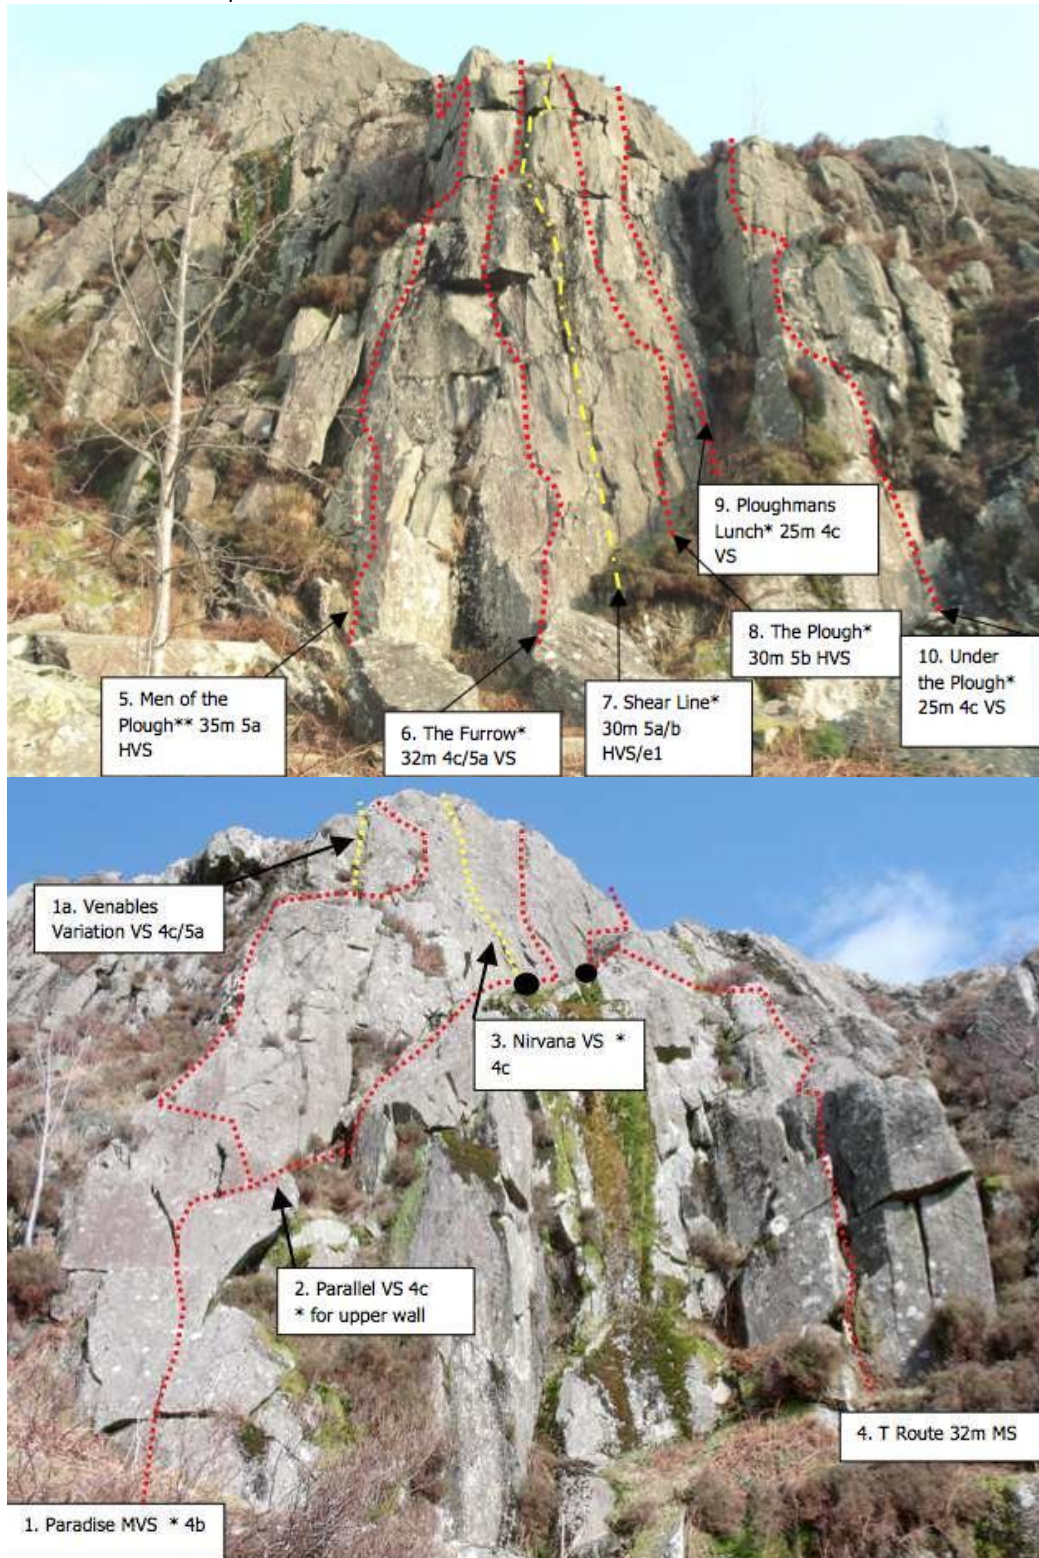 9. Ploughmans
Lunch* 25m 4c
VS
8. The Plough*
30m 5b HVS
10. Under
the Plough*
25m 4c VS
5. Men of the
Plough** 35m 5a
HVS
6. The Furrow*
32m 4c/5a VS
7. Shear Line*
30m 5a/b
HVS/e1
1a. Venables
Variation VS 4c/5a
3. Nirvana VS *
4c
2. Parallel VS 4c
* for upper wall
4. T Route 32m MS
1. Paradise MVS * 4b